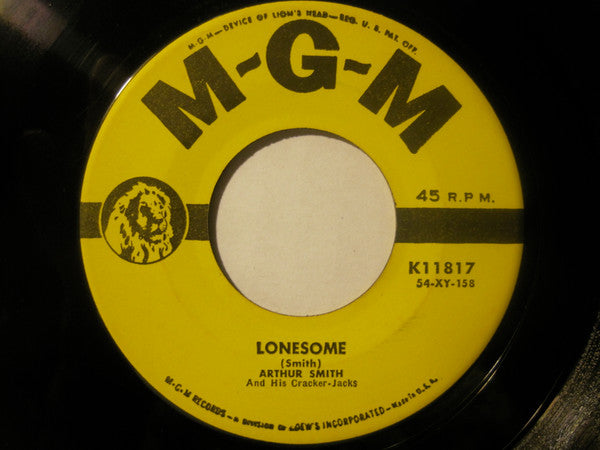 M-G-M—DEVICE OF LION'S HEAD—REG. U. S. PAT. OFF.
M-G-M
45 R.P.M.
K11817
54-XY-158
LONESOME
(Smith)
ARTHUR SMITH
And His Cracker-Jacks
M-G-M RECORDS—A DIVISION OF LOEW'S INCORPORATED—Made in U.S.A.